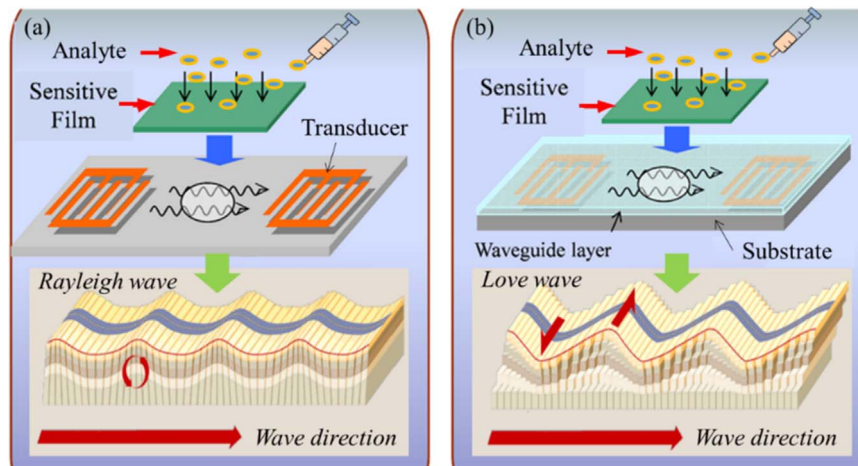 (a)
Analyte
Sensitive
Film
Transducer
Rayleigh wave
Wave direction
(b)
Analyte
Sensitive
Film
Waveguide layer
Substrate
Love wave
Wave direction